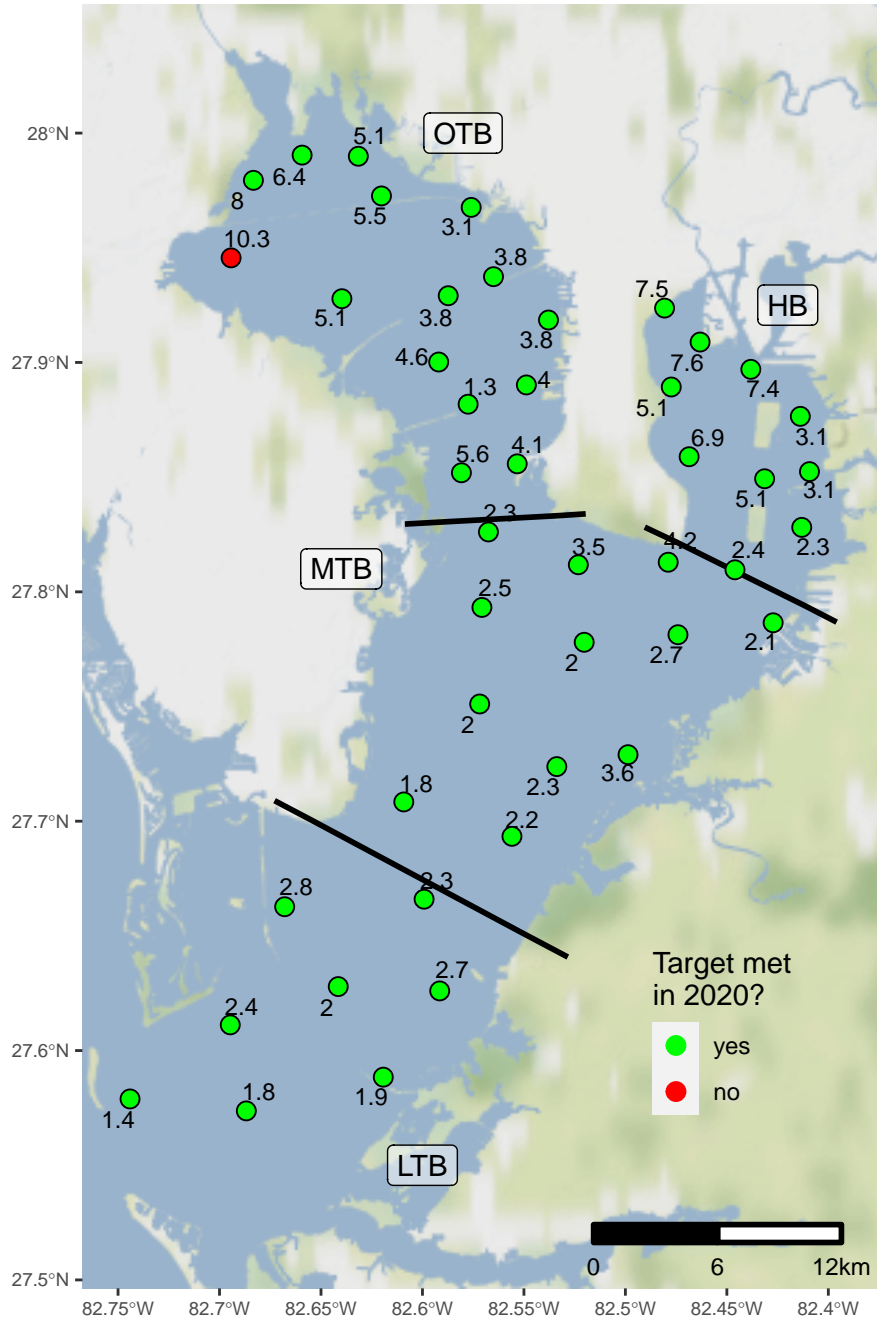 28°N
27.9°N
27.8°N
27.7°N
27.6°N
27.5°N
OTB
5.1
6.4
8
5.5
3.1
10.3
3.8
5.1
3.8
3.8
4.6
4
1.3
5.6
4.1
HB
7.5
7.6
7.4
5.1
3.1
6.9
5.1
3.1
2.3
2.3
MTB
3.5
4.2
2.4
2.5
2
2.7
2.1
2
2.3
3.6
1.8
2.2
2.3
2.8
2.7
2
2.4
1.9
1.8
1.4
LTB
Target met
in 2020?
yes
no
0 6 12km
82.75°W 82.7°W 82.65°W 82.6°W 82.55°W 82.5°W 82.45°W 82.4°W